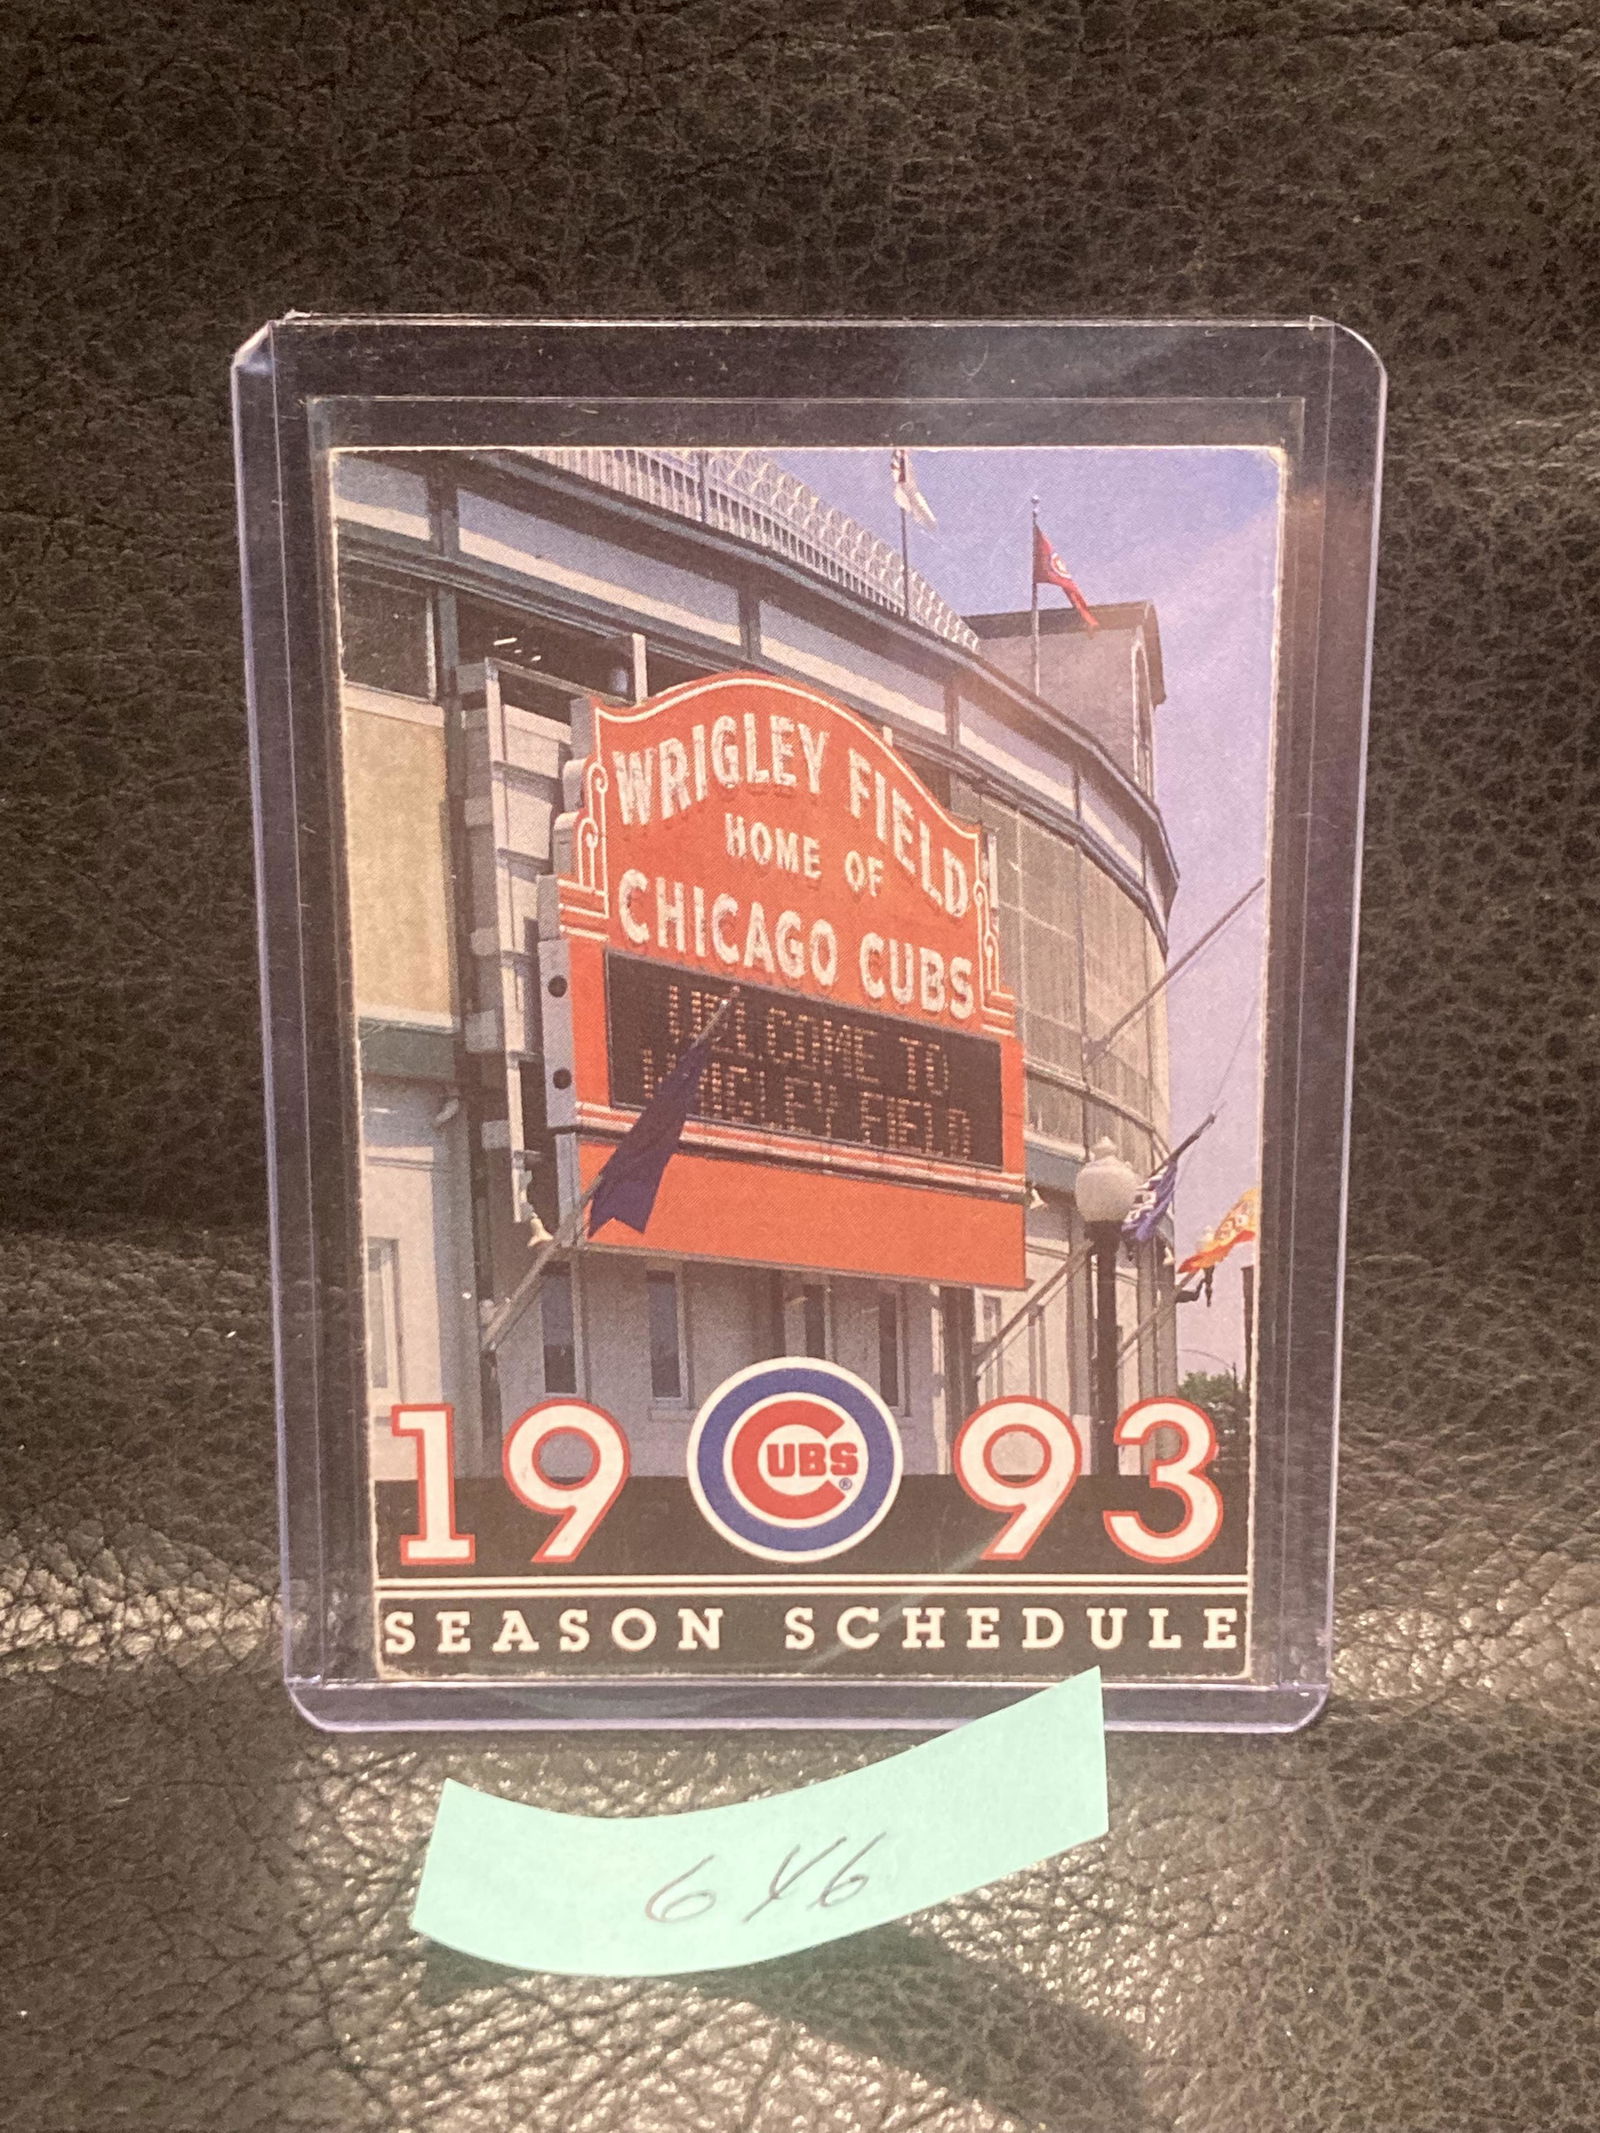 WRIGLEY FIELD
HOME OF
CHICAGO CUBS
WELCOME TO
WRIGLEY FIELD
19 CUBS® 93
SEASON SCHEDULE
646